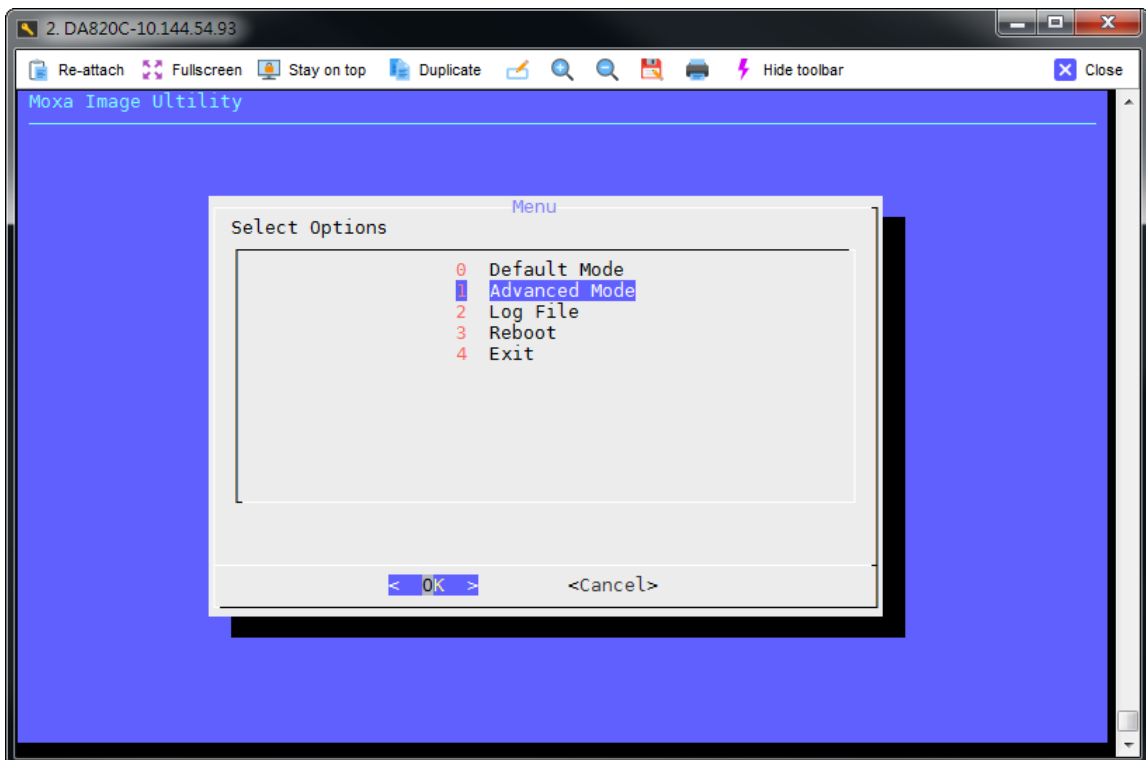 2. DA820C-10.144.54.93
Re-attach Fullscreen Stay on top Duplicate Hide toolbar Close
Moxa Image Ultility
Menu
Select Options
0 Default Mode
1 Advanced Mode
2 Log File
3 Reboot
4 Exit
< OK > <Cancel>